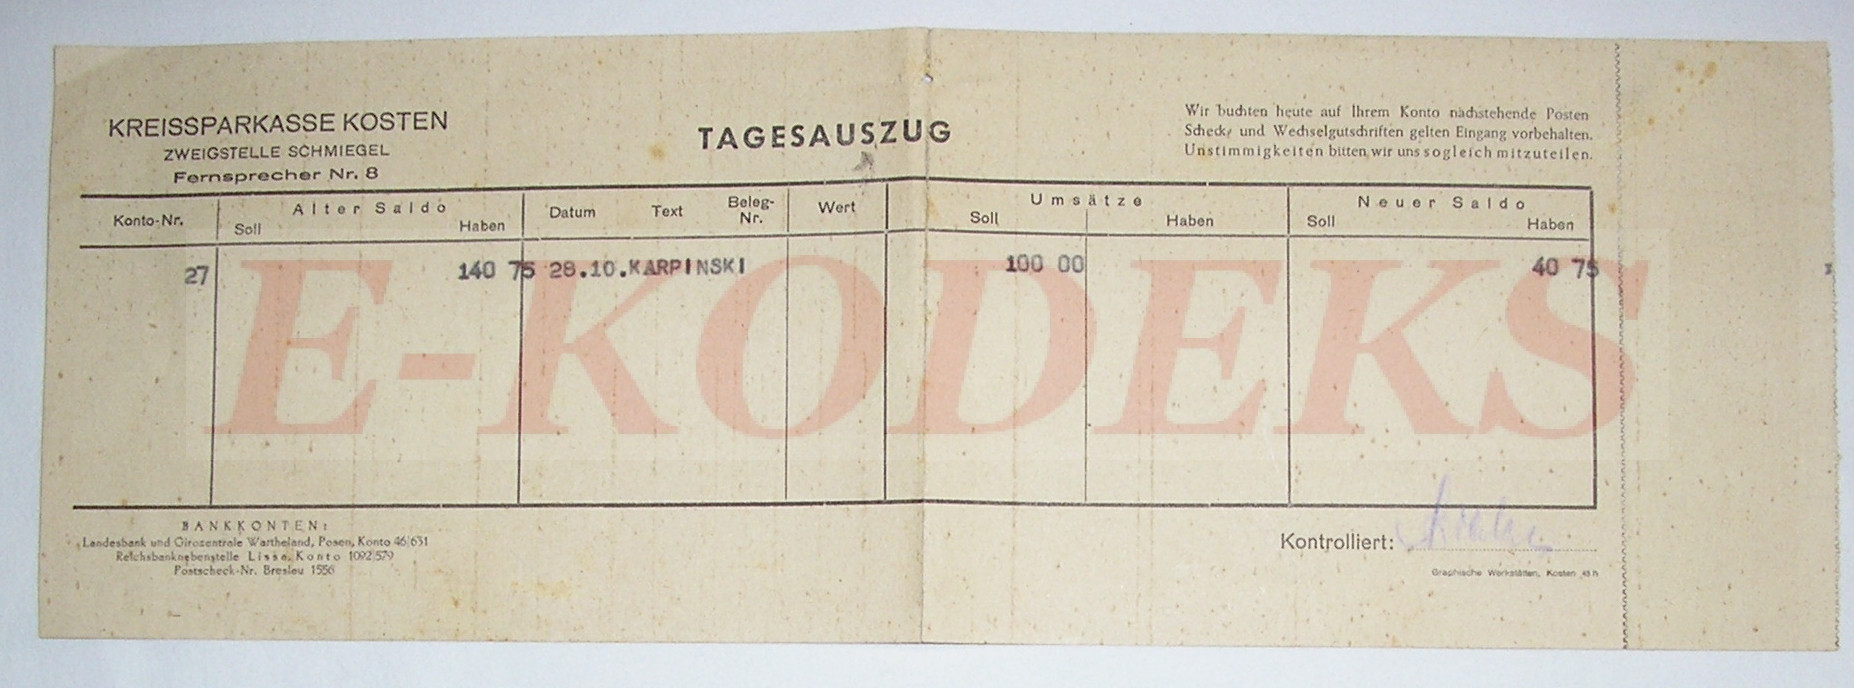 KREISSPARKASSE KOSTEN
ZWEIGSTELLE SCHMIEGEL
Fernsprecher Nr. 8
TAGESAUSZUG
Wir buchten heute auf Ihrem Konto nachstehende Posten
Scheck- und Wechselgutschriften gelten Eingang vorbehalten.
Unstimmigkeiten bitten wir uns sogleich mitzuteilen.
Konto-Nr. Alter Saldo Datum Text Beleg-Nr. Wert Umsätze Neuer Saldo
Soll Haben Soll Haben Soll Haben
27 140 75 28.10. KARPINSKI 100 00 40 75
E-KODEKS
BANKKONTEN:
Landesbank und Girozentrale Wartheland, Posen, Konto 46/631
Reichsbanknebenstelle Lissa, Konto 1092/579
Postscheck-Nr. Breslau 1556
Kontrolliert:
Graphische Werkstätten, Kosten